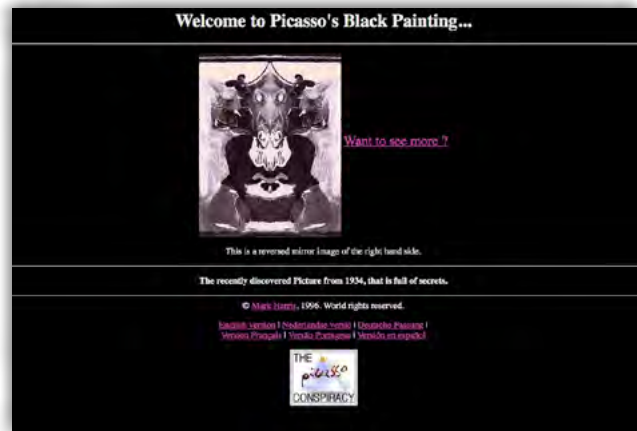 Welcome to Picasso's Black Painting...
Want to see more ?
This is a reversed mirror image of the right hand side.
The recently discovered Picture from 1934, that is full of secrets.
© Mark Harris, 1996. World rights reserved.
English version | Nederlandse versie | Deutsche Fassung |
Version Français | Versão Portuguesa | Versión en español
THE
picasso
CONSPIRACY